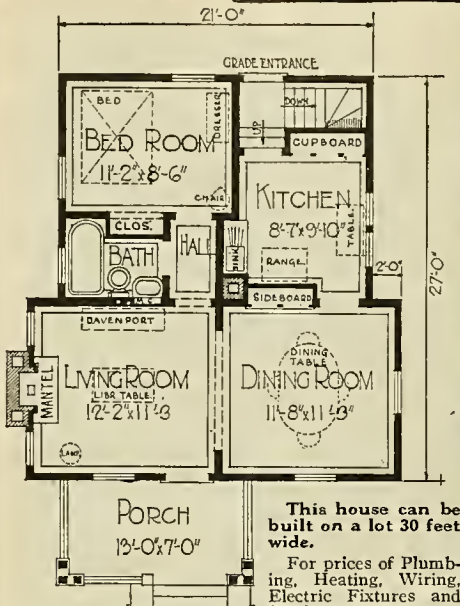 21'-0"
GRADE ENTRANCE
BED
DRESSER
DOWN
UP
CUPBOARD
BED ROOM
11'-2"x8'-6"
CHAIR
KITCHEN
8'-7"x9'-10"
TABLE
CLOS.
BATH
HALL
SINK
RANGE
2'-0"
27'-0"
M.C.
SIDEBOARD
DAVENPORT
LIVING ROOM
LIBR TABLE
12'-2"x11'-3
MANTEL
LAMP
DINING TABLE
DINING ROOM
11'-8"x11'-3"
PORCH
13'-0"x7'-0"
This house can be
built on a lot 30 feet
wide.
For prices of Plumb-
ing, Heating, Wiring,
Electric Fixtures and